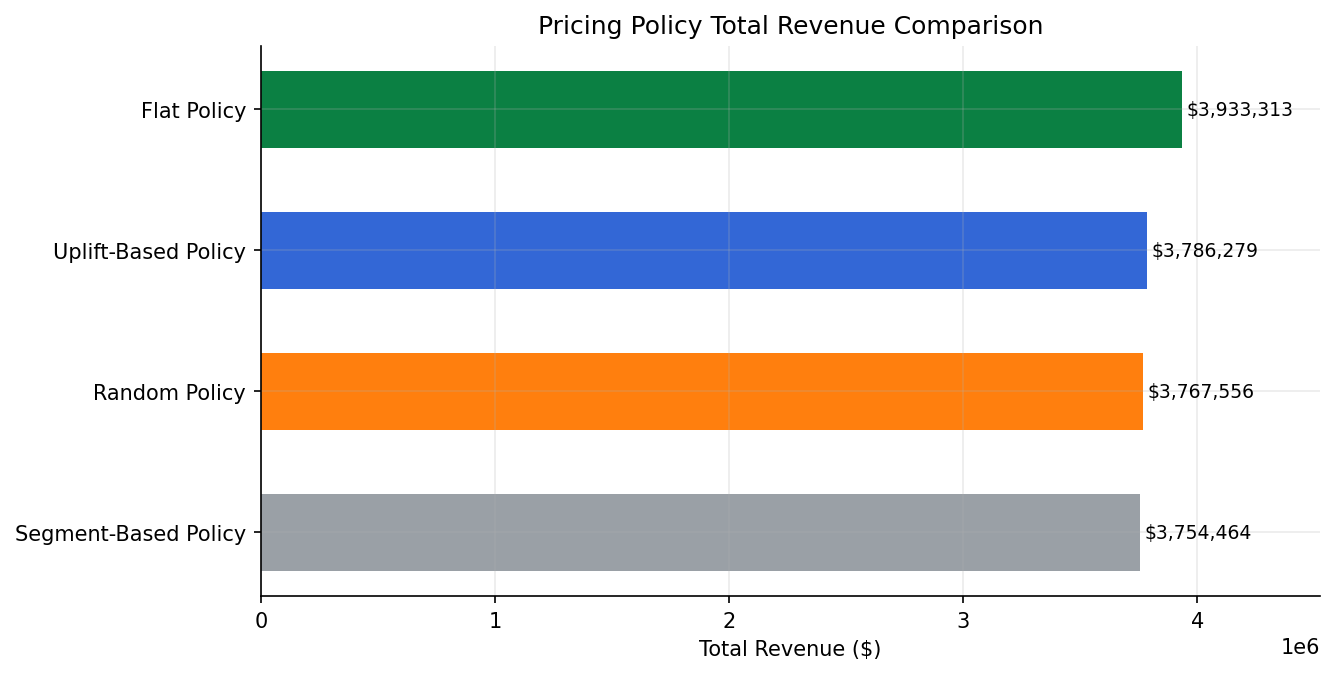 Pricing Policy Total Revenue Comparison
Flat Policy
$3,933,313
Uplift-Based Policy
$3,786,279
Random Policy
$3,767,556
Segment-Based Policy
$3,754,464
0 1 2 3 4
Total Revenue ($)
1e6